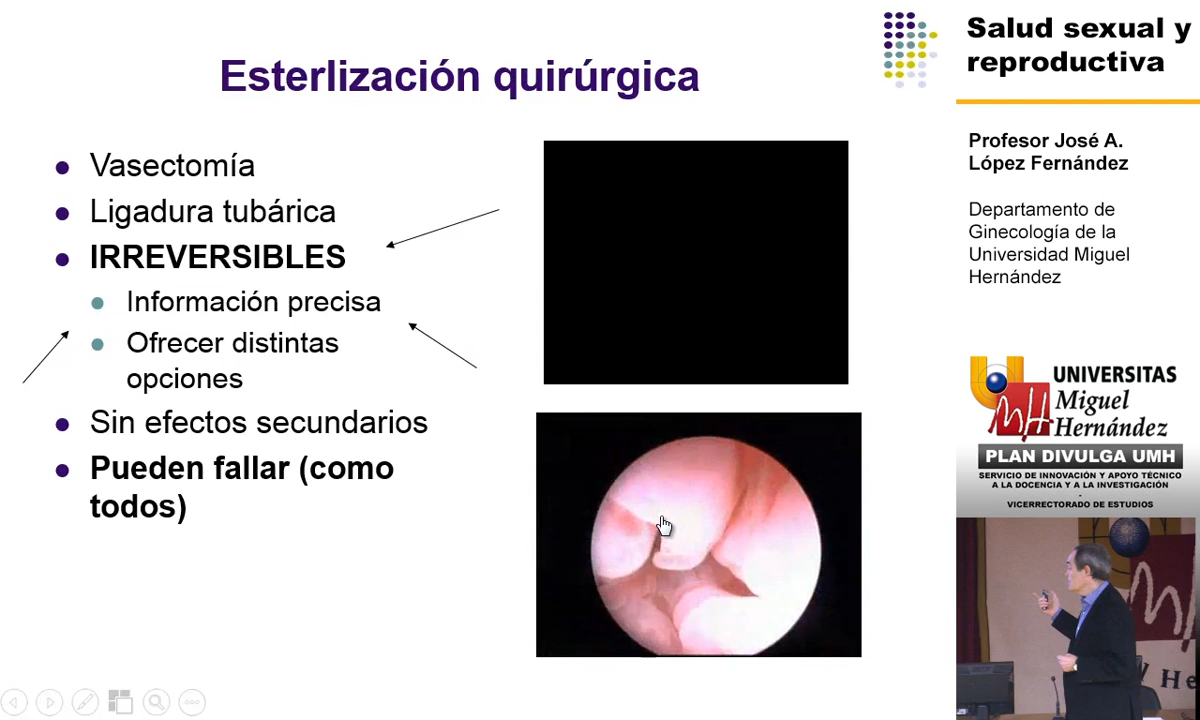 Esterlización quirúrgica
Vasectomía
Ligadura tubárica
IRREVERSIBLES
Información precisa
Ofrecer distintas
opciones
Sin efectos secundarios
Pueden fallar (como
todos)
Salud sexual y
reproductiva
Profesor José A.
López Fernández
Departamento de
Ginecología de la
Universidad Miguel
Hernández
UNIVERSITAS
Miguel
Hernández
PLAN DIVULGA UMH
SERVICIO DE INNOVACIÓN Y APOYO TÉCNICO
A LA DOCENCIA Y A LA INVESTIGACIÓN
-
VICERRECTORADO DE ESTUDIOS